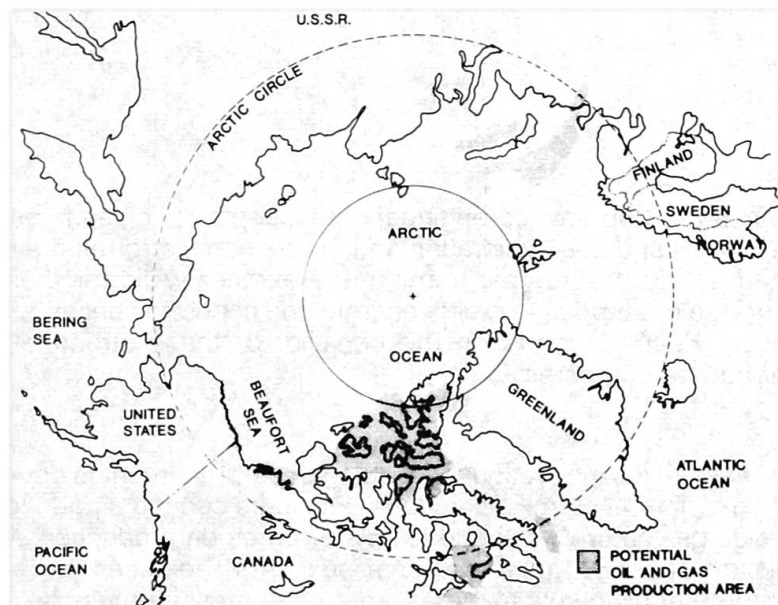 U.S.S.R.
ARCTIC CIRCLE
FINLAND
SWEDEN
NORWAY
ARCTIC
OCEAN
BERING
SEA
UNITED
STATES
BEAUFORT
SEA
GREENLAND
ATLANTIC
OCEAN
PACIFIC
OCEAN
CANADA
POTENTIAL
OIL AND GAS
PRODUCTION AREA